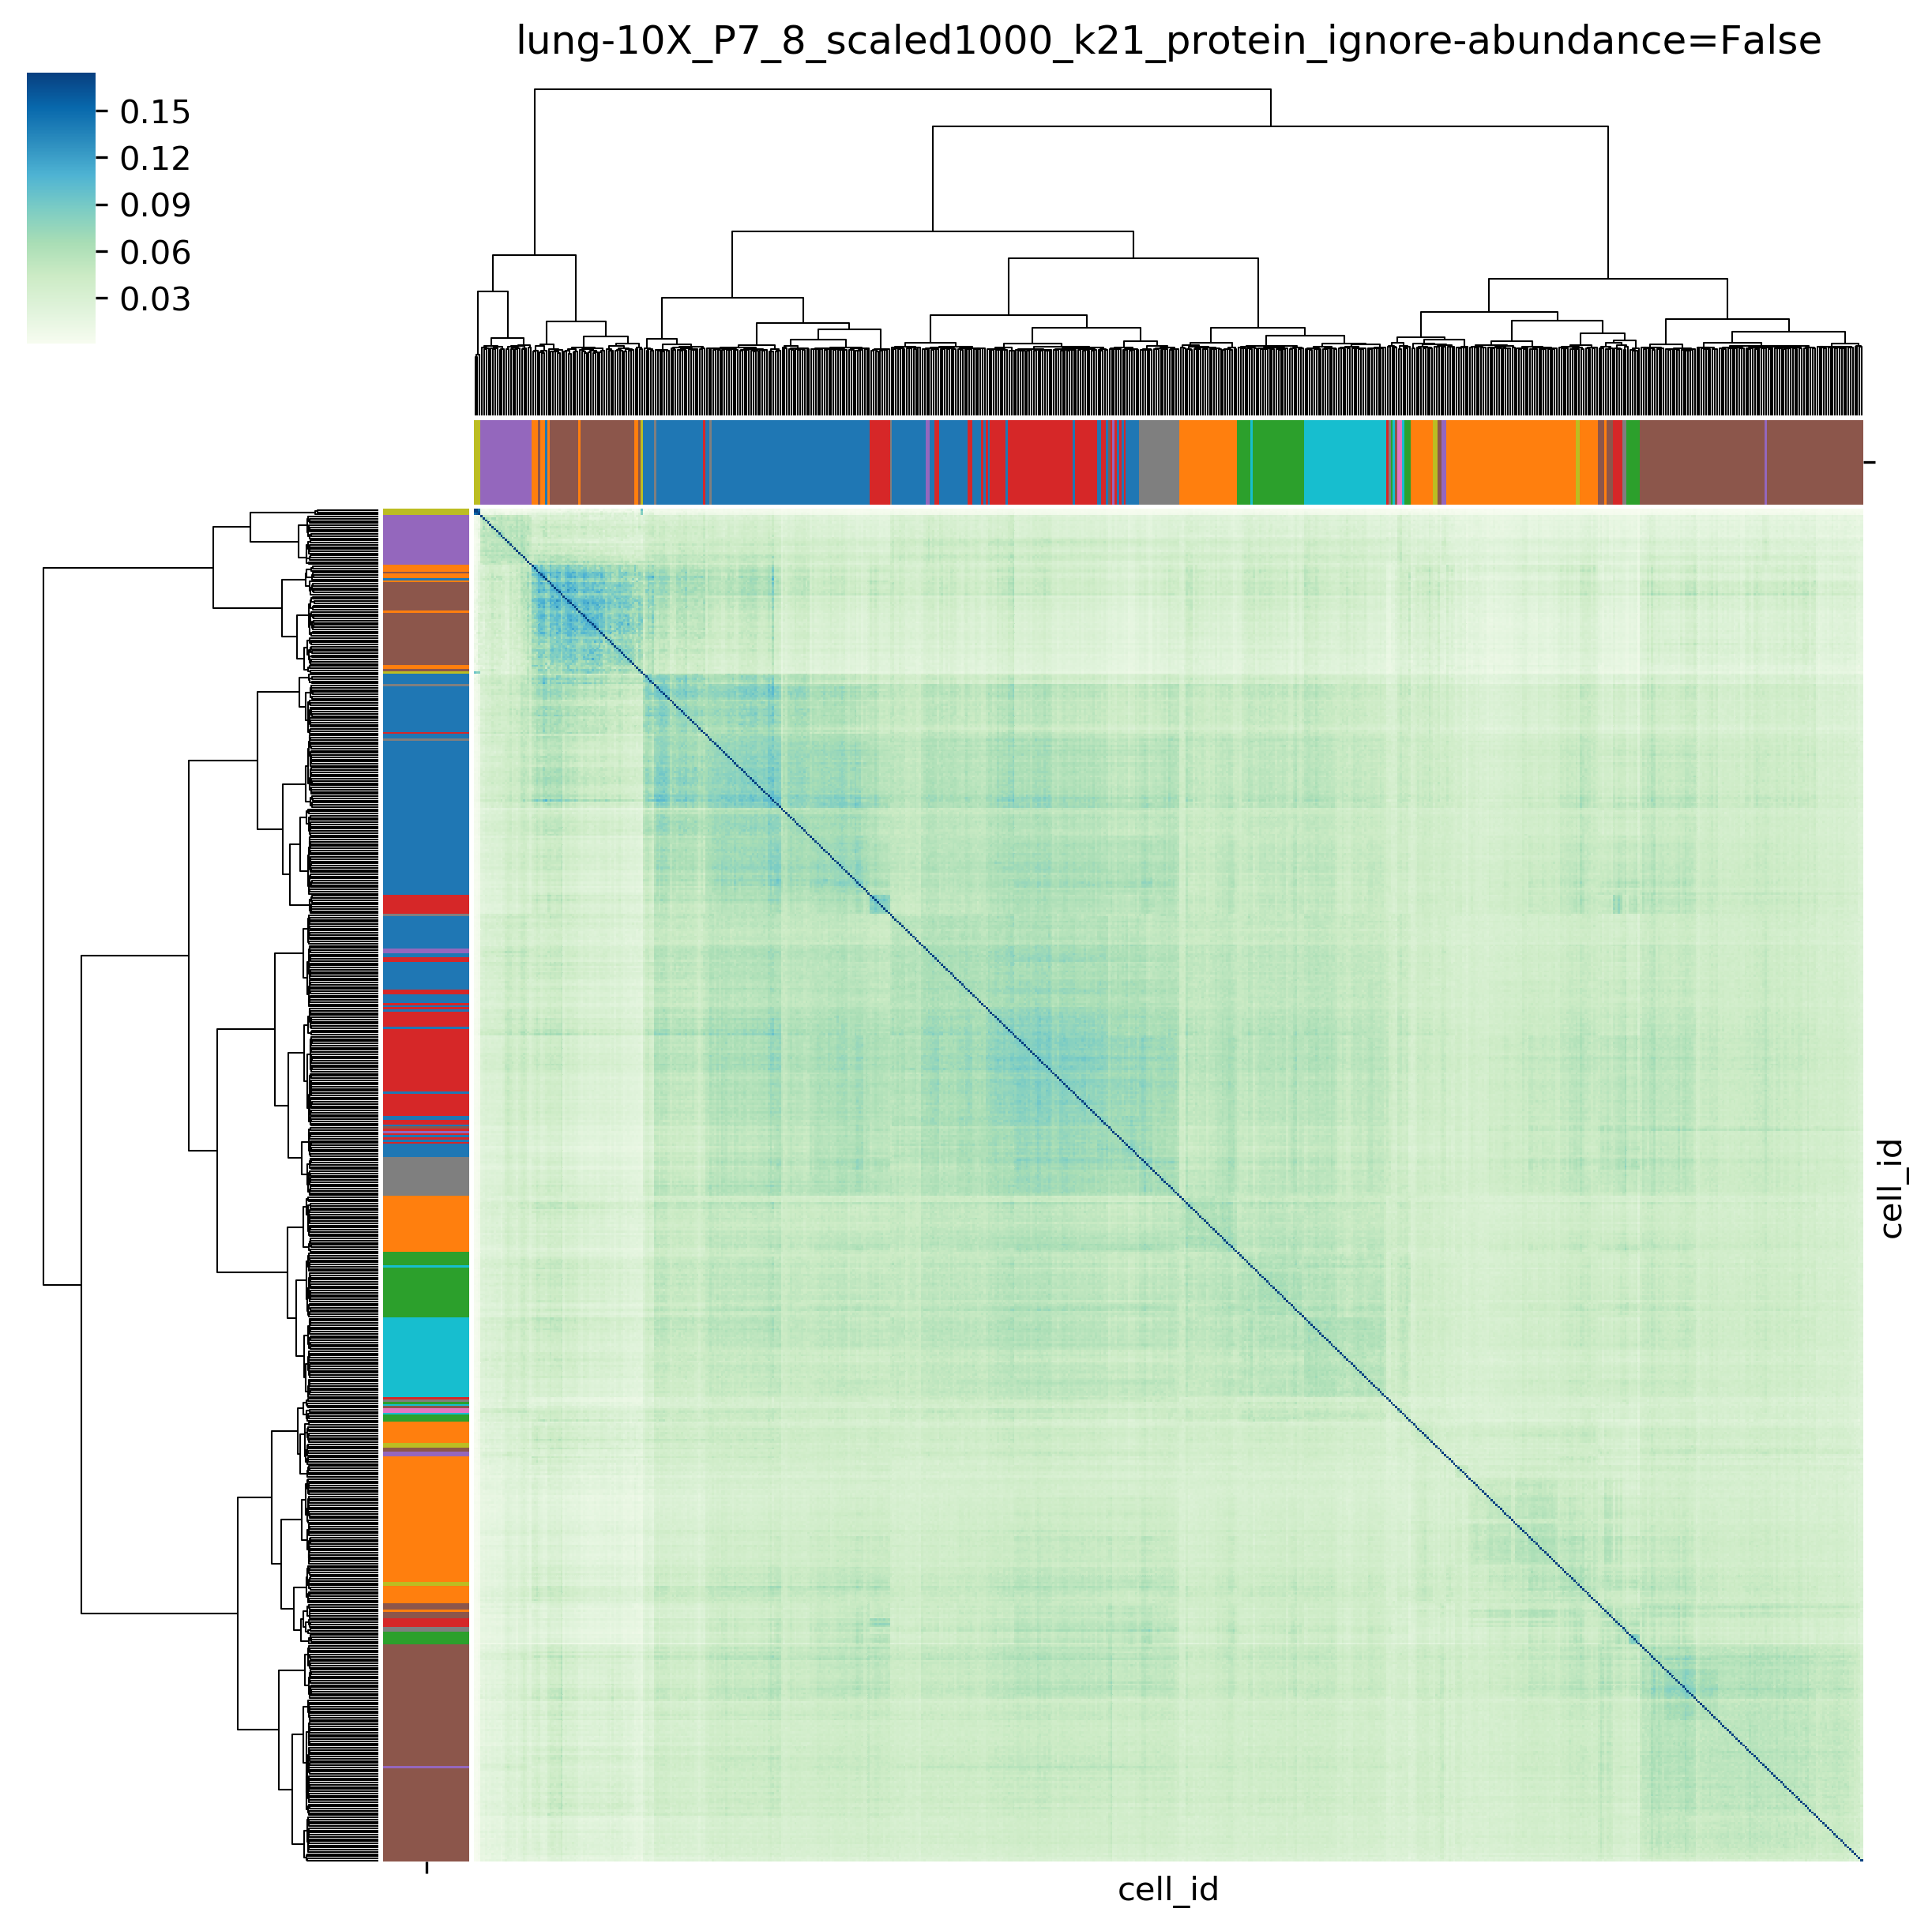 lung-10X_P7_8_scaled1000_k21_protein_ignore-abundance=False
0.15
0.12
0.09
0.06
0.03
cell_id
cell_id